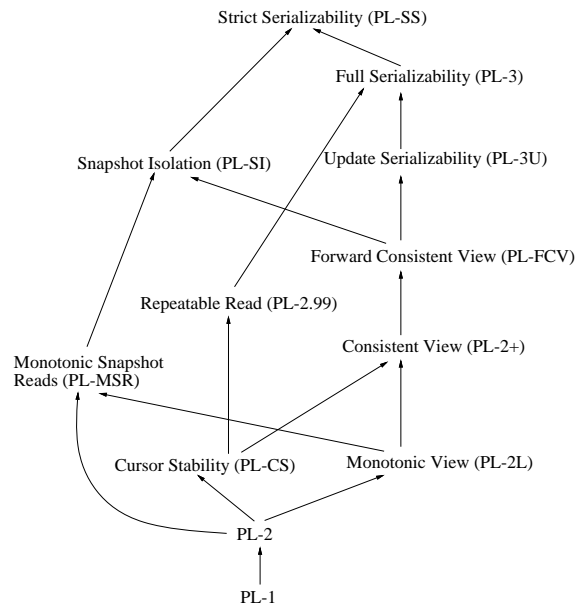 Strict Serializability (PL-SS)
Full Serializability (PL-3)
Snapshot Isolation (PL-SI)
Update Serializability (PL-3U)
Forward Consistent View (PL-FCV)
Repeatable Read (PL-2.99)
Consistent View (PL-2+)
Monotonic Snapshot
Reads (PL-MSR)
Cursor Stability (PL-CS)
Monotonic View (PL-2L)
PL-2
PL-1